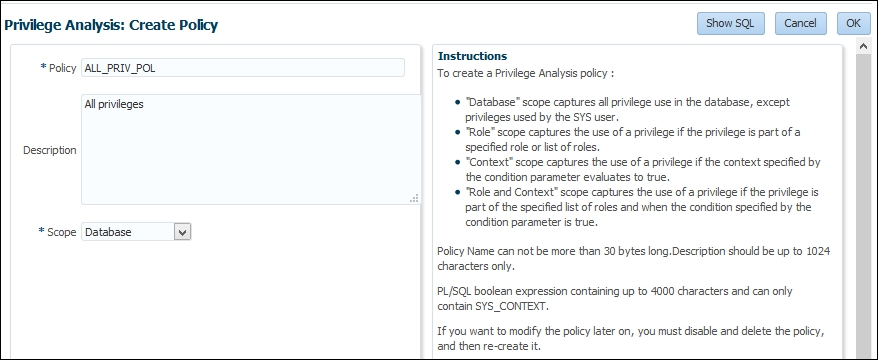 Privilege Analysis: Create Policy
Show SQL
Cancel
OK
* Policy
ALL_PRIV_POL
Description
All privileges
* Scope
Database
Instructions
To create a Privilege Analysis policy :
• "Database" scope captures all privilege use in the database, except
privileges used by the SYS user.
• "Role" scope captures the use of a privilege if the privilege is part of a
specified role or list of roles.
• "Context" scope captures the use of a privilege if the context specified by
the condition parameter evaluates to true.
• "Role and Context" scope captures the use of a privilege if the privilege is
part of the specified list of roles and when the condition specified by the
condition parameter is true.
Policy Name can not be more than 30 bytes long.Description should be up to 1024
characters only.
PL/SQL boolean expression containing up to 4000 characters and can only
contain SYS_CONTEXT.
If you want to modify the policy later on, you must disable and delete the policy,
and then re-create it.